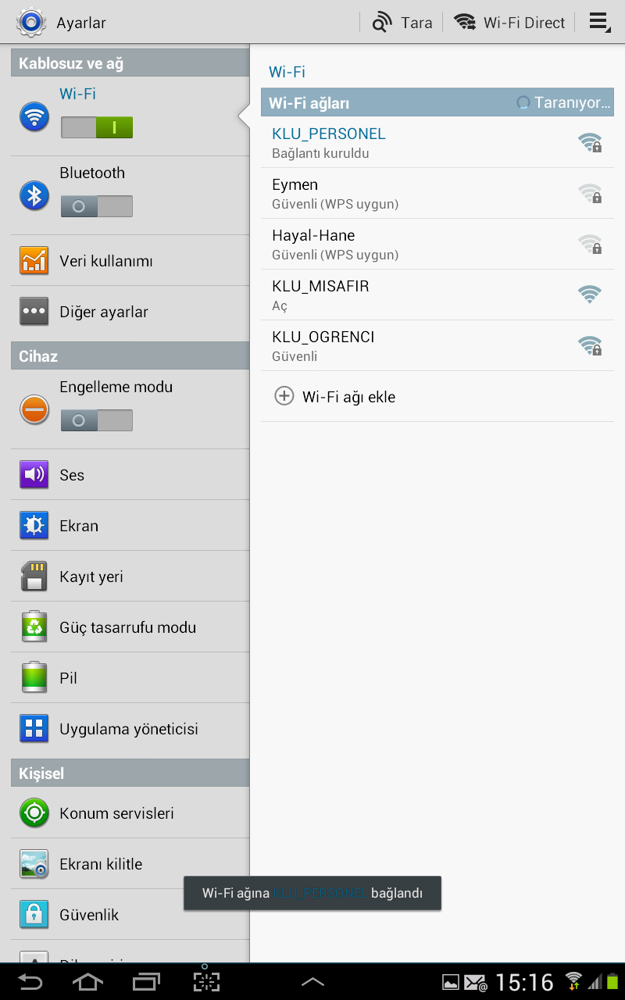 Ayarlar
Tara
Wi-Fi Direct
Kablosuz ve ağ
Wi-Fi
Bluetooth
Veri kullanımı
Diğer ayarlar
Cihaz
Engelleme modu
Ses
Ekran
Kayıt yeri
Güç tasarrufu modu
Pil
Uygulama yöneticisi
Kişisel
Konum servisleri
Ekranı kilitle
Güvenlik
Wi-Fi
Wi-Fi ağları
Taranıyor...
KLU_PERSONEL
Bağlantı kuruldu
Eymen
Güvenli (WPS uygun)
Hayal-Hane
Güvenli (WPS uygun)
KLU_MISAFIR
Aç
KLU_OGRENCI
Güvenli
Wi-Fi ağı ekle
Wi-Fi ağına KLU_PERSONEL bağlandı
15:16